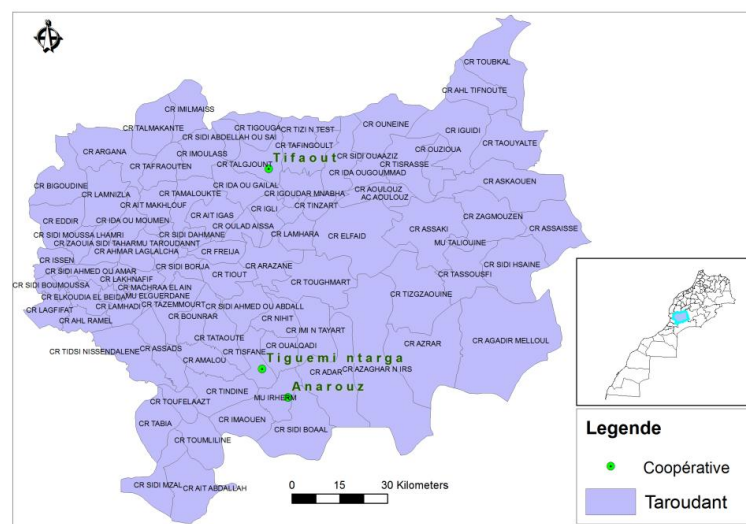 CR TOUBKAL
CR AHL TIFNOUTE
CR IMILMAISS
CR TALMAKANTE
CR TIGOUGA
CR TIZI N TEST
CR OUNEINE
CR IGUIDI
CR SIDI ABDELLAH OU SAI
CR TAFINGOULT
CR ARGANA
CR IMOULASS
CR SIDI OUAAZIZ
CR OUZIOUA
CR TAOUYALTE
CR TAFRAOUTEN
CR TALGJOUNT
Tifaout
CR TISRASSE
CR IDA OUGOUMMAD
CR BIGOUDINE
CR IDA OU GAILAL
CR ASKAOUEN
CR LAMNIZLA
CR TAMALOUKTE
CR IGOUDAR MNABHA
CR AOULOUZ
AC AOULOUZ
CR AIT MAKHLOUF
CR TINZART
CR IGLI
CR EDDIR
CR IDA OU MOUMEN
CR AIT IGAS
CR ZAGMOUZEN
CR OULAD AISSA
CR ASSAKI
CR ASSAISSE
CR SIDI MOUSSA LHAMRI
CR SIDI DAHMANE
CR LAMHARA
CR ELFAID
CR ZAOUIA SIDI TAHAR
MU TAROUDANNT
MU TALIOUINE
CR AHMAR LAGLALCHA
CR FREIJA
CR ISSEN
CR SIDI HSAINE
CR SIDI AHMED OU AMAR
CR SIDI BORJA
CR ARAZANE
CR TASSOUSFI
CR LAKHNAFIF
CR TIOUT
CR SIDI BOUMOUSSA
CR MACHRAA ELAIN
CR TOUGHMART
CR ELKOUDIA EL BEIDA
MU ELGUERDANE
CR TIZGZAOUINE
CR LAGFIFAT
CR LAMHADI
CR TAZEMMOURT
CR SIDI AHMED OU ABDALL
CR AHL RAMEL
CR BOUNRAR
CR NIHIT
CR IMI N TAYART
CR TATAOUTE
CR OUALQADI
CR AZRAR
CR AGADIR MELLOUL
CR TIDSI NISSENDALENE
CR ASSADS
CR TISFANE
CR AMALOU
Tiguemi ntarga
CR ADAR
CR AZAGHAR N IRS
Anarouz
CR TINDINE
MU IRHERM
CR TOUFELAAZT
CR TABIA
CR IMAOUEN
CR SIDI BOAAL
CR TOUMLILINE
CR SIDI MZAL
CR AIT ABDALLAH
0 15 30 Kilometers
Legende
Coopérative
Taroudant